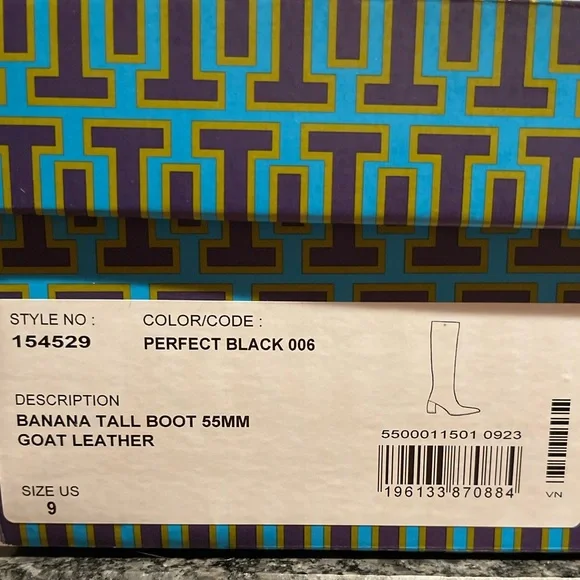 STYLE NO : COLOR/CODE :
154529 PERFECT BLACK 006
DESCRIPTION
BANANA TALL BOOT 55MM
GOAT LEATHER
5500011501 0923
196133 870884
SIZE US
9
VN